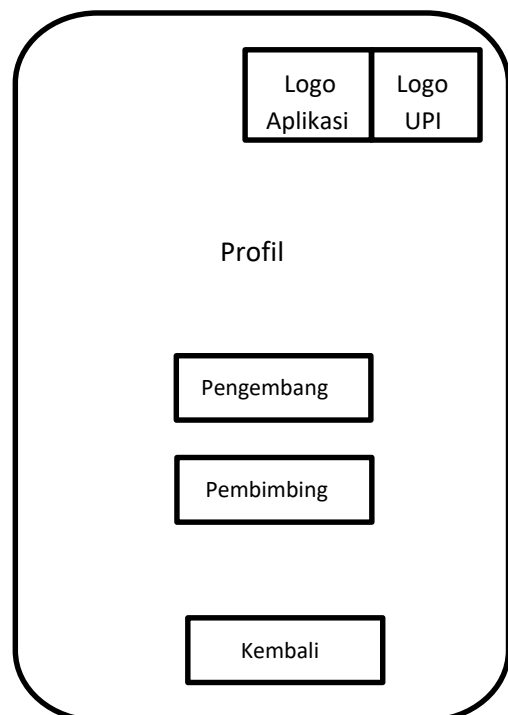 Logo
Aplikasi
Logo
UPI
Profil
Pengembang
Pembimbing
Kembali